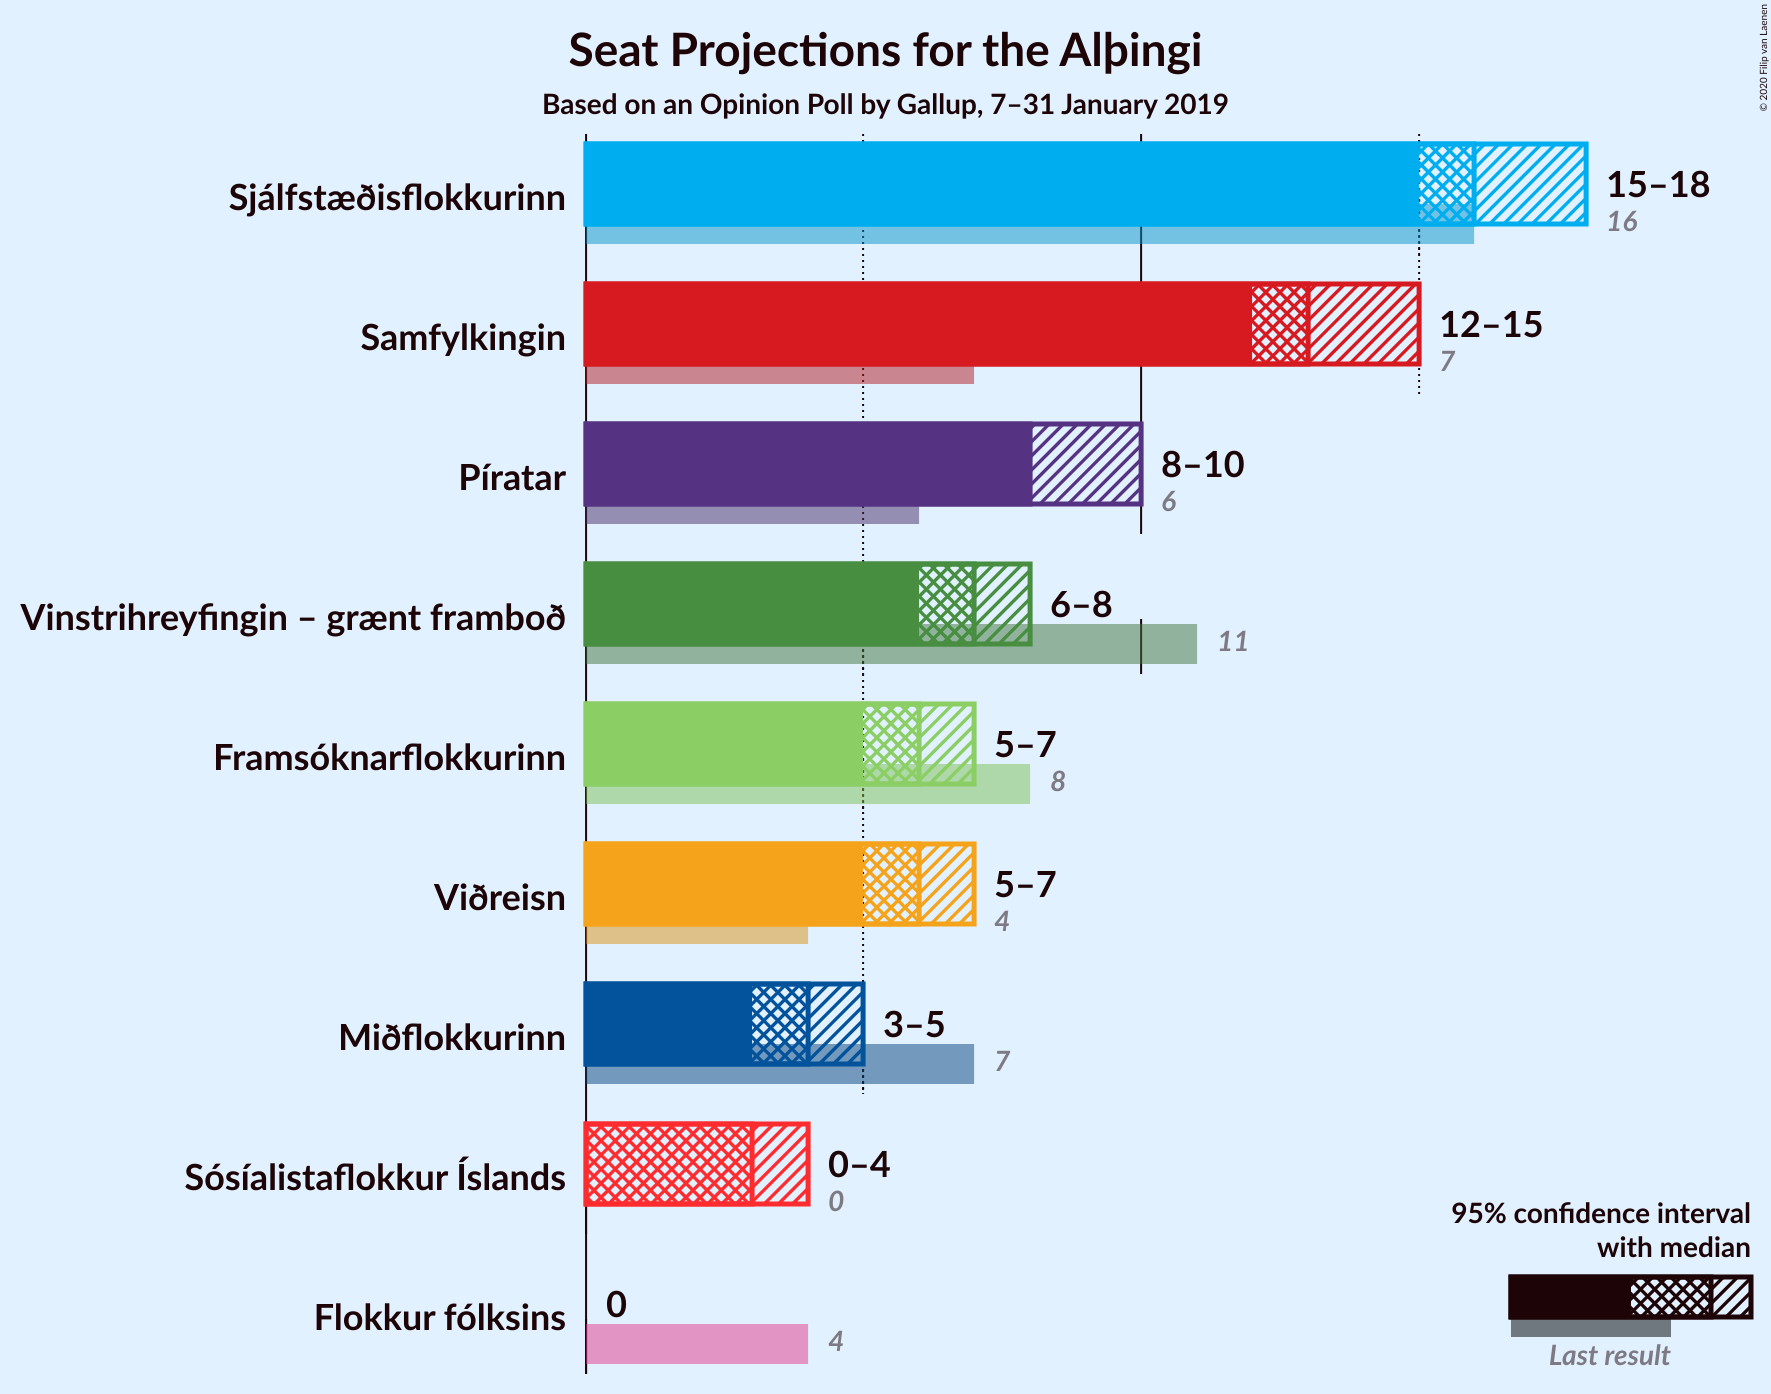 Seat Projections for the Alþingi
Based on an Opinion Poll by Gallup, 7–31 January 2019
© 2020 Filip van Laenen
Sjálfstæðisflokkurinn
15–18
16
Samfylkingin
12–15
7
Píratar
8–10
6
Vinstrihreyfingin – grænt framboð
6–8
11
Framsóknarflokkurinn
5–7
8
Viðreisn
5–7
4
Miðflokkurinn
3–5
7
Sósíalistaflokkur Íslands
0–4
0
Flokkur fólksins
0
4
95% confidence interval
with median
Last result